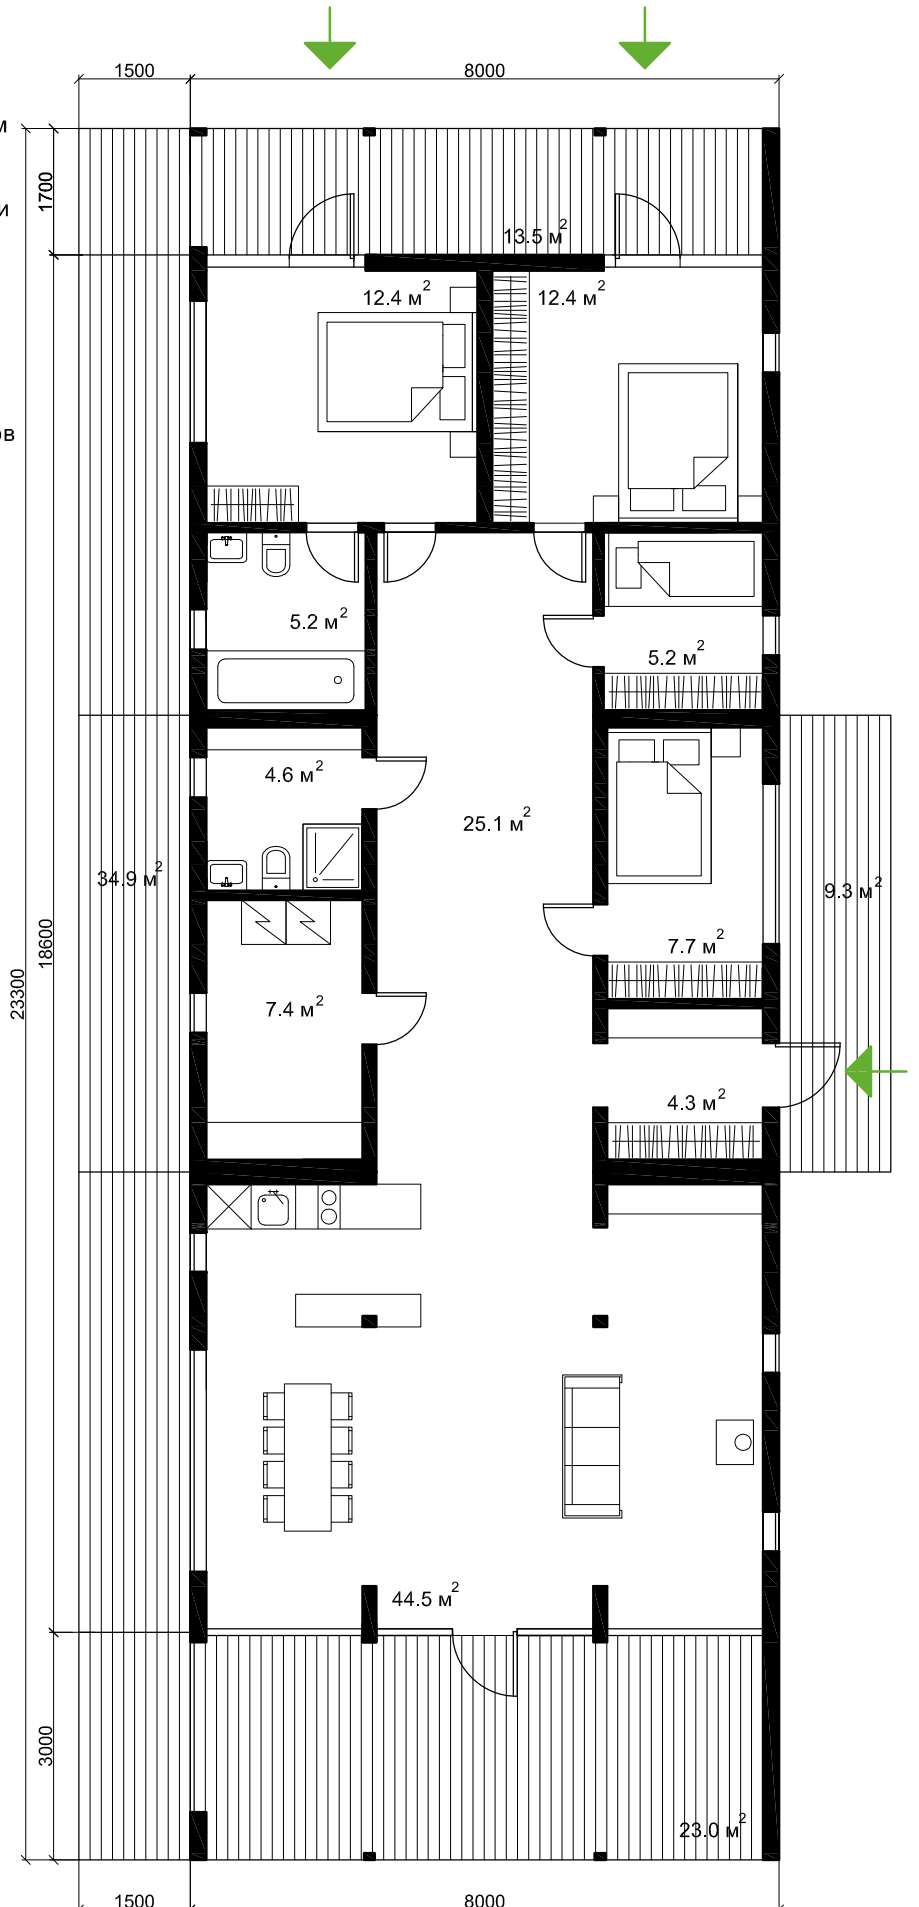 1500
8000
м
1700
и
13.5 м²
12.4 м²
12.4 м²
ов
5.2 м²
5.2 м²
4.6 м²
25.1 м²
34.9 м²
9.3 м²
18600
7.7 м²
23300
7.4 м²
4.3 м²
44.5 м²
3000
23.0 м²
1500
8000